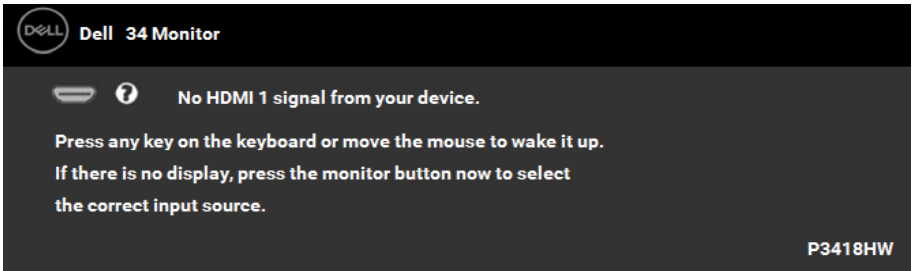 DELL
Dell 34 Monitor
? No HDMI 1 signal from your device.
Press any key on the keyboard or move the mouse to wake it up.
If there is no display, press the monitor button now to select
the correct input source.
P3418HW